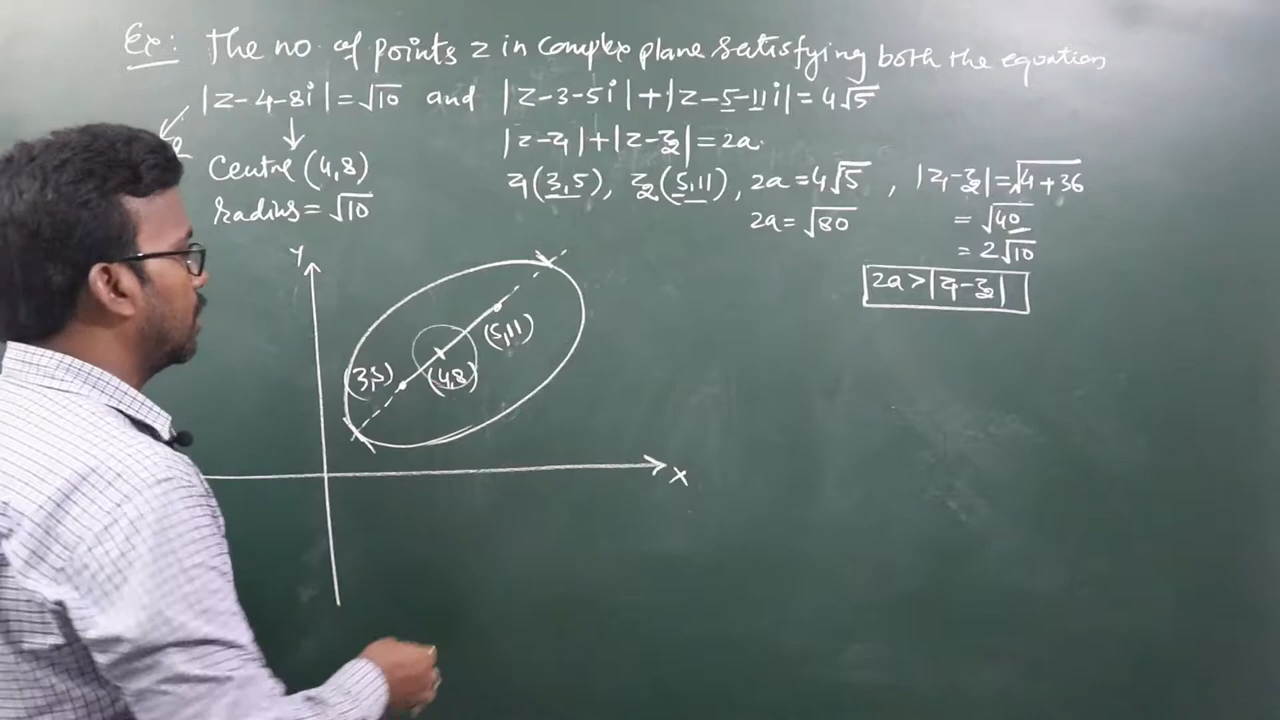 Ex: The no. of points z in complex plane satisfying both the equation
|z-4-8i| = √10 and |z-3-5i|+|z-5-11i| = 4√5
|z-z₁|+|z-z₂| = 2a.
Centre (4,8)
radius = √10
z₁(3,5), z₂(5,11), 2a = 4√5 , |z₁-z₂| = √4+36
2a = √80
= √40
= 2√10
2a > |z₁-z₂|
Y
(5,11)
(3,5)
(4,8)
X